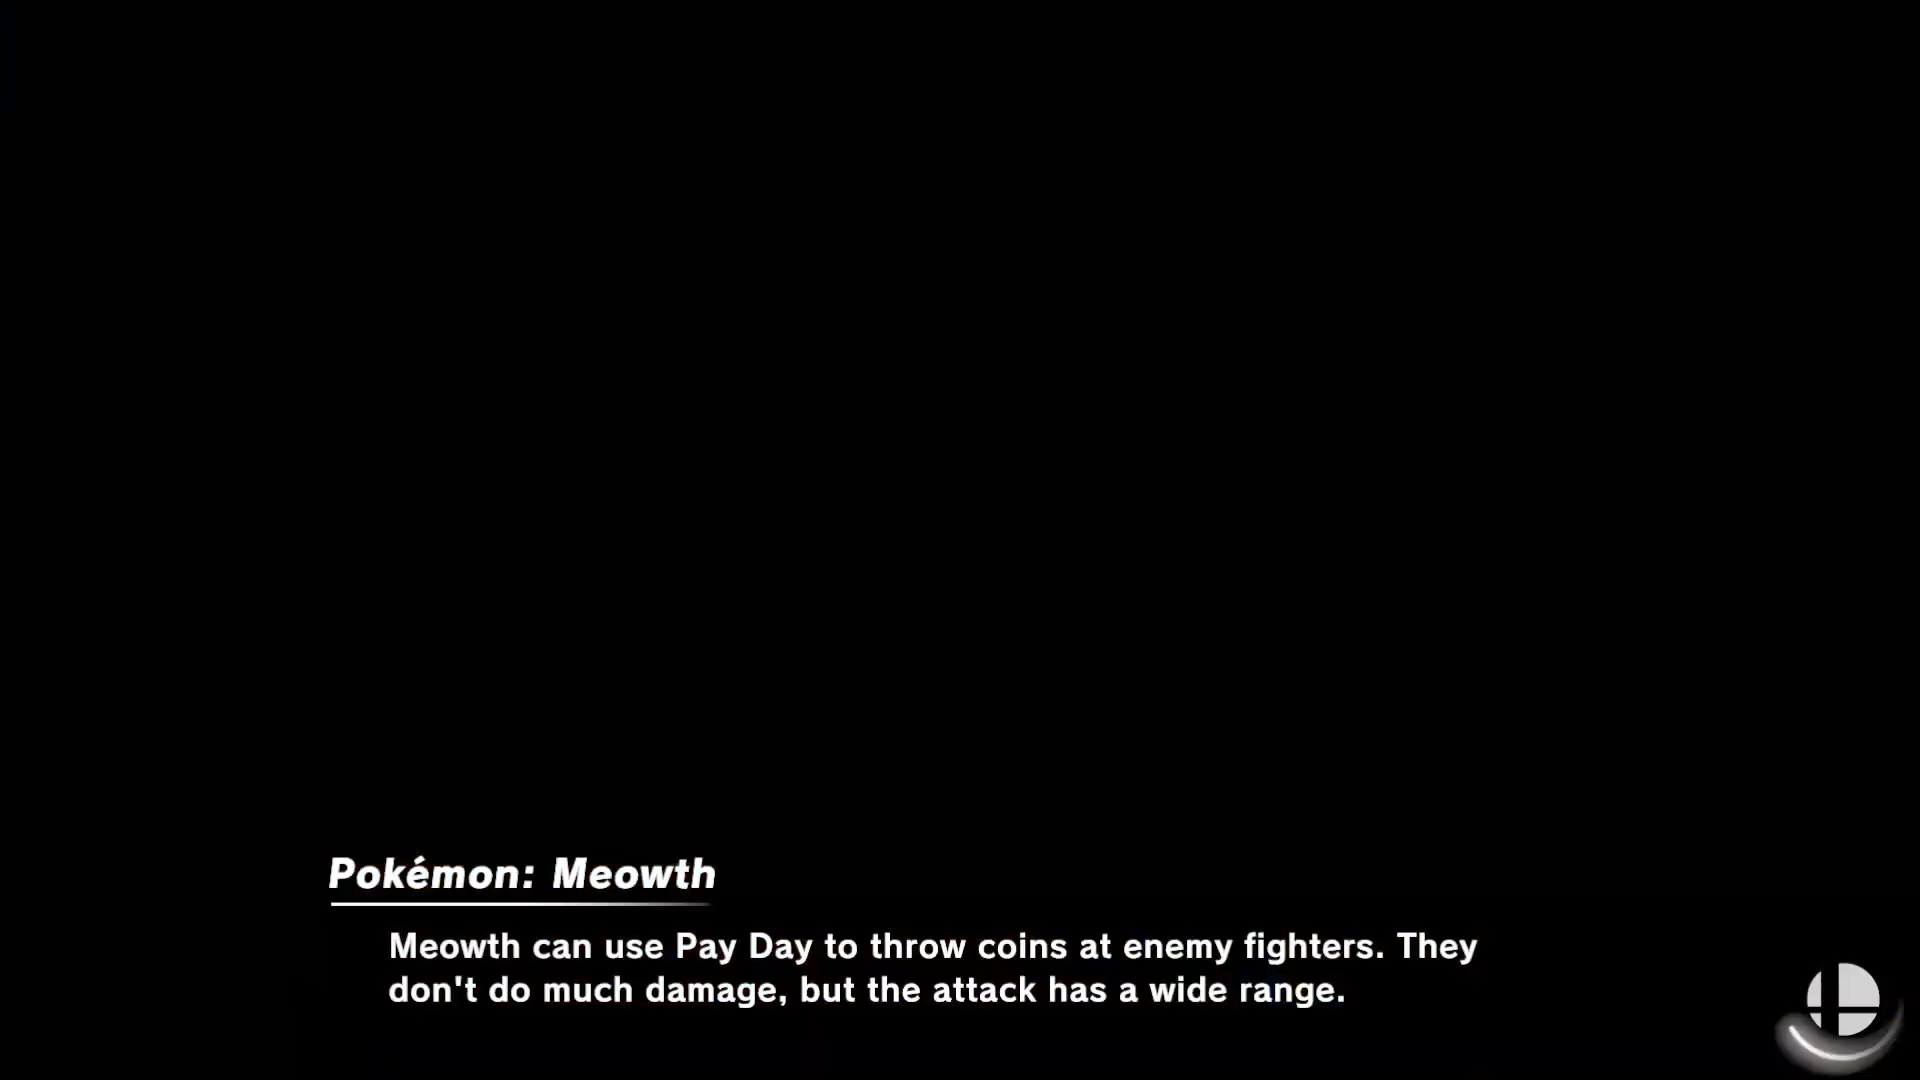 Pokémon: Meowth
Meowth can use Pay Day to throw coins at enemy fighters. They
don't do much damage, but the attack has a wide range.